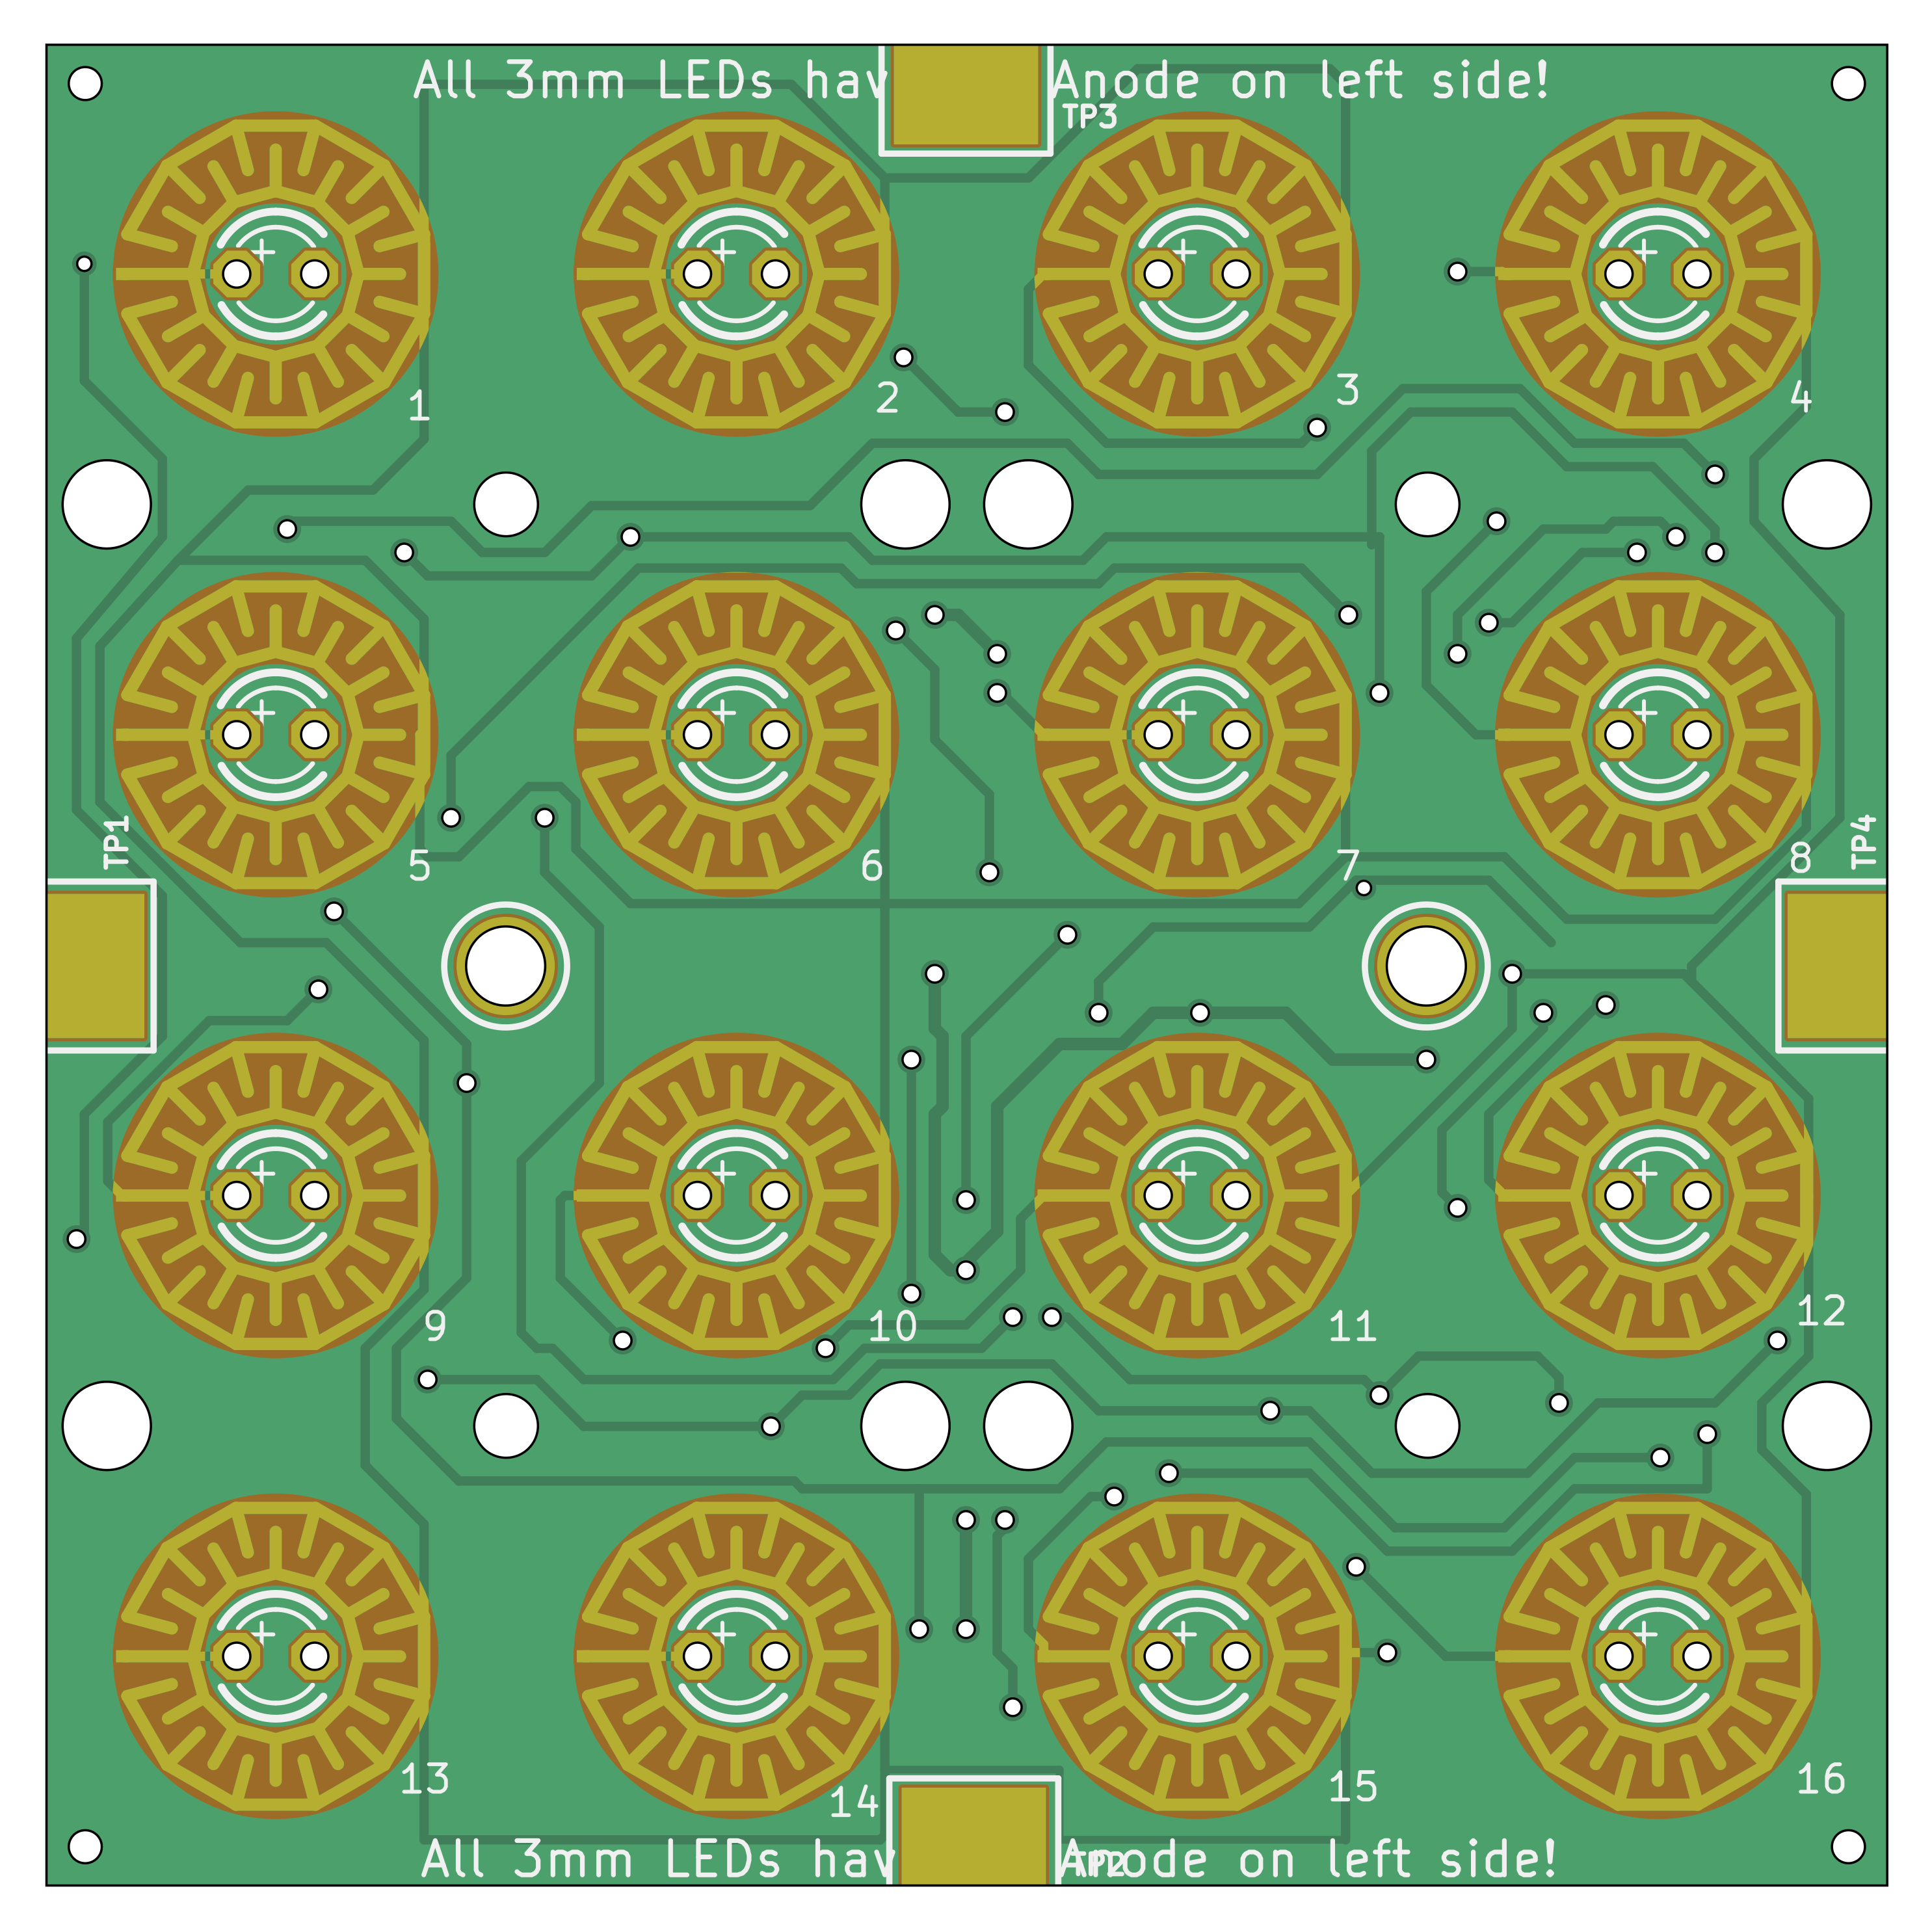 All 3mm LEDs hav Anode on left side!
TP3
+ + + +
1 2 3 4
+ + + +
TP1 5 6 7 8 TP4
+ + + +
9 10 11 12
+ + + +
13 14 15 16
All 3mm LEDs hav Anode on left side!
TP2